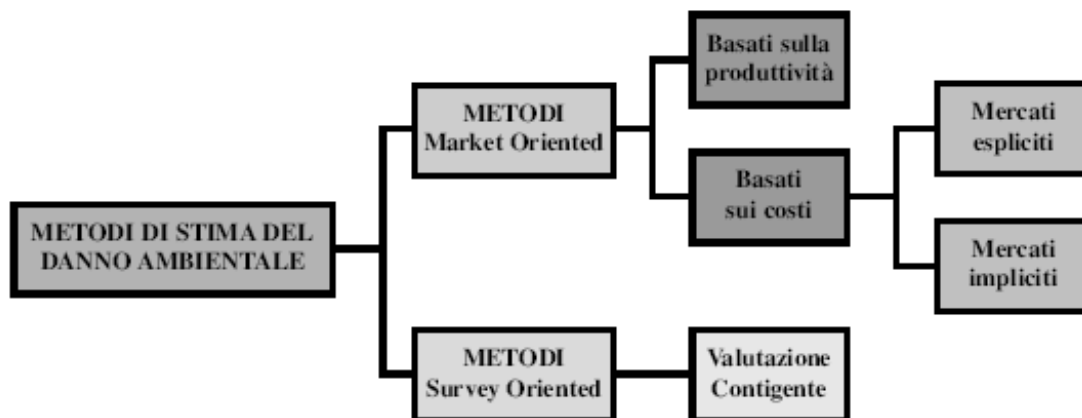 METODI DI STIMA DEL
DANNO AMBIENTALE
METODI
Market Oriented
Basati sulla
produttività
Basati
sui costi
Mercati
espliciti
Mercati
impliciti
METODI
Survey Oriented
Valutazione
Contigente